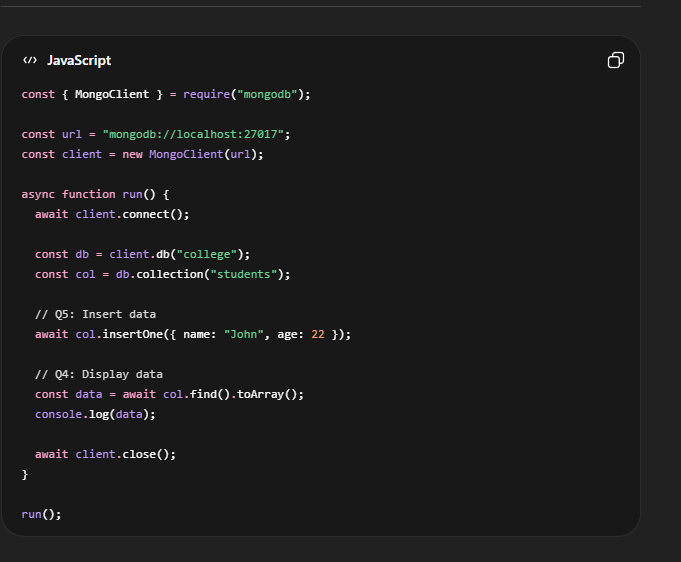 </> JavaScript
const { MongoClient } = require("mongodb");
const url = "mongodb://localhost:27017";
const client = new MongoClient(url);
async function run() {
  await client.connect();
  const db = client.db("college");
  const col = db.collection("students");
  // Q5: Insert data
  await col.insertOne({ name: "John", age: 22 });
  // Q4: Display data
  const data = await col.find().toArray();
  console.log(data);
  await client.close();
}
run();